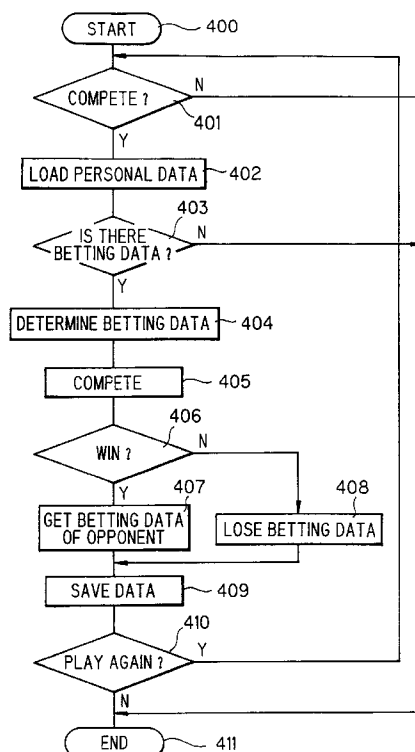 START 400
COMPETE ? N
401
Y
LOAD PERSONAL DATA 402
403
IS THERE N
BETTING DATA ?
Y
DETERMINE BETTING DATA 404
COMPETE 405
406
WIN ? N
Y 407 408
GET BETTING DATA
OF OPPONENT
LOSE BETTING DATA
SAVE DATA 409
410
PLAY AGAIN ? Y
N
END 411